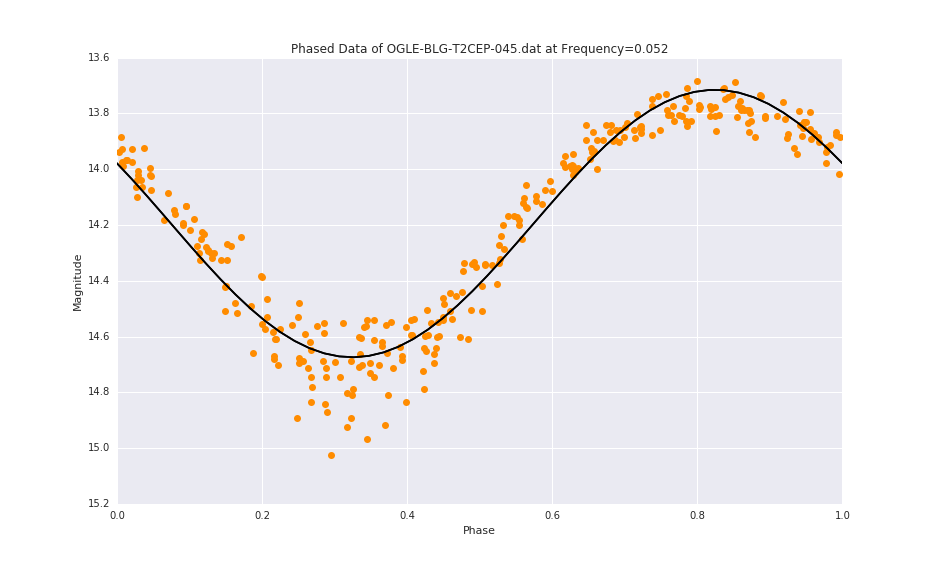 Phased Data of OGLE-BLG-T2CEP-045.dat at Frequency=0.052
13.6
13.8
14.0
14.2
14.4
14.6
14.8
15.0
15.2
Magnitude
0.0 0.2 0.4 0.6 0.8 1.0
Phase